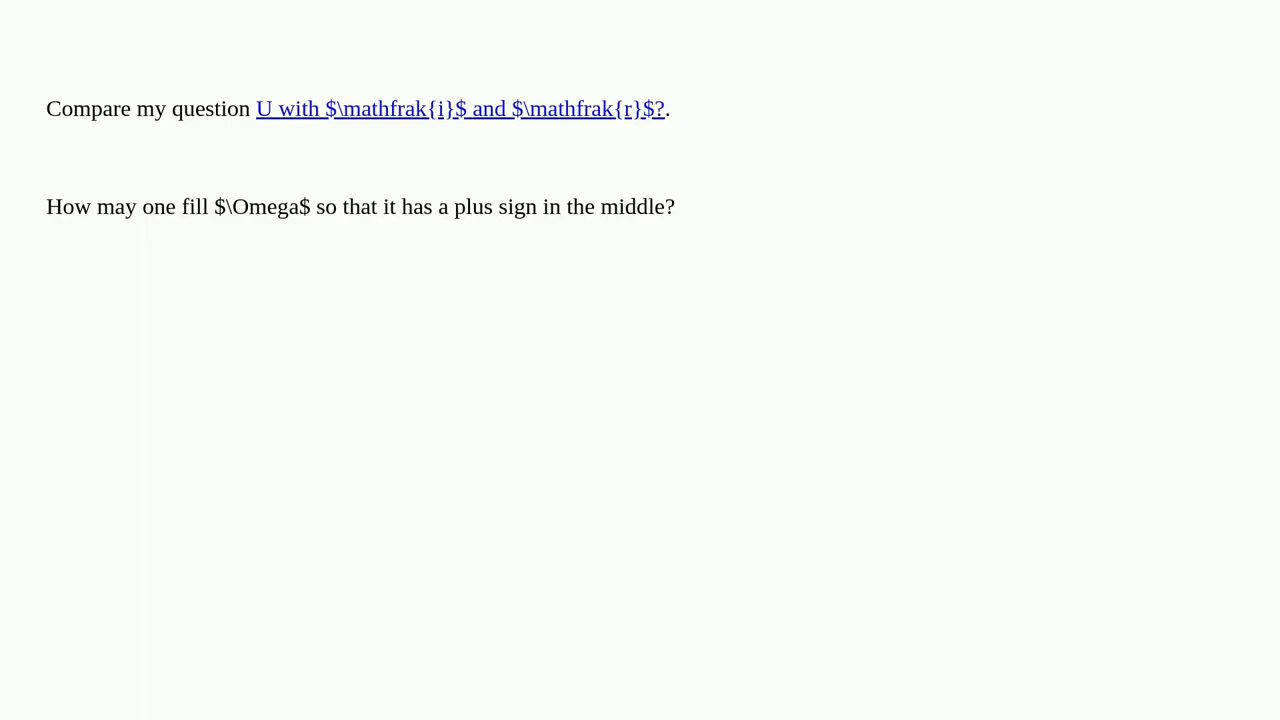 Compare my question U with $\mathfrak{i}$ and $\mathfrak{r}$?.
How may one fill $\Omega$ so that it has a plus sign in the middle?